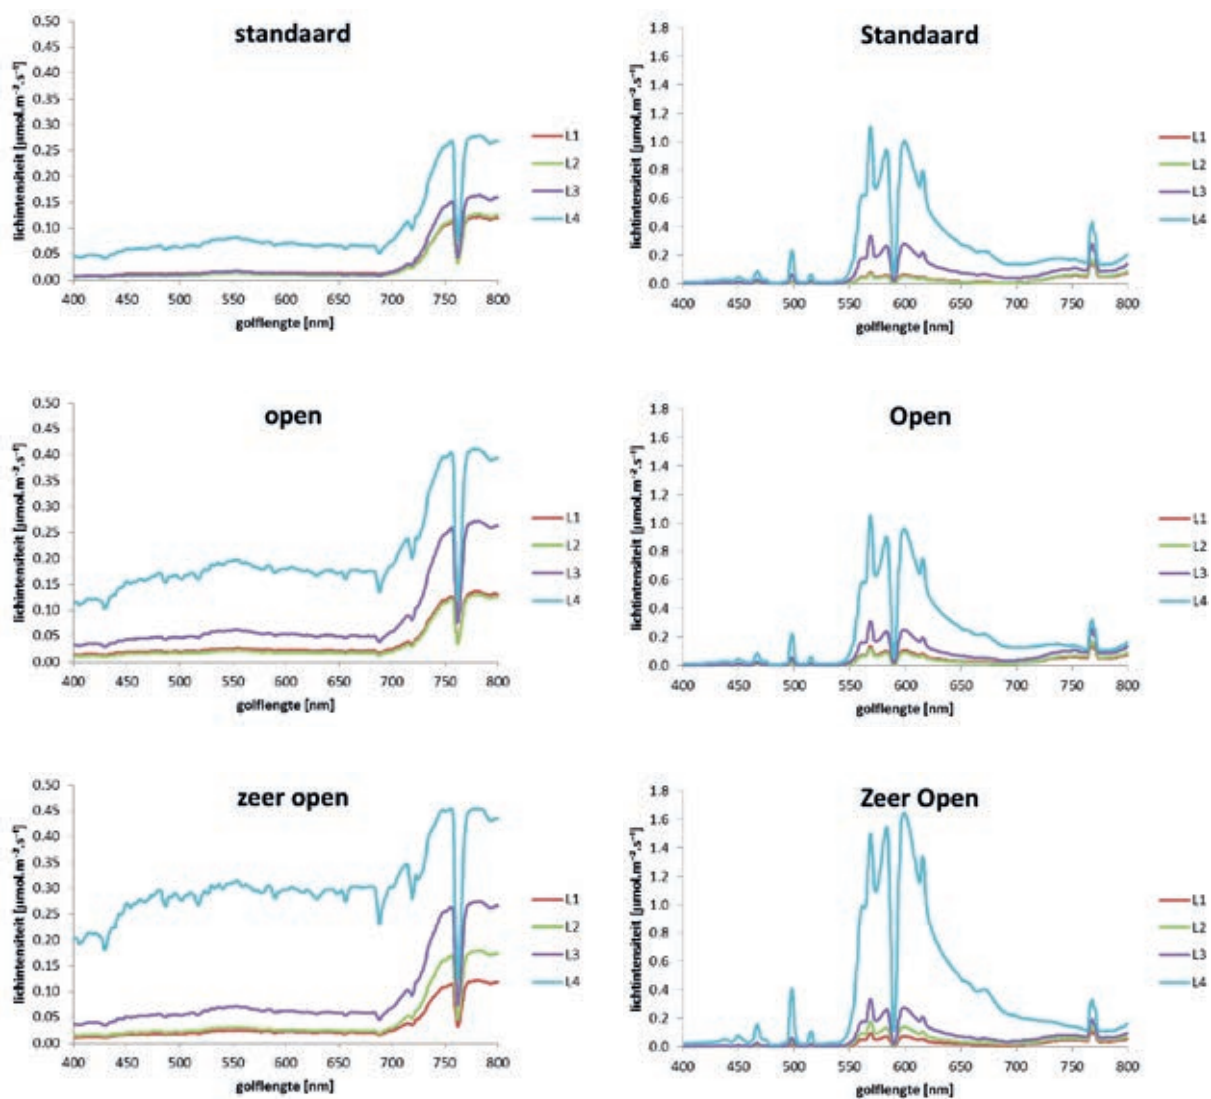 standaard
lichintensiteit [µmol.m⁻².s⁻¹]
0.50
0.45
0.40
0.35
0.30
0.25
0.20
0.15
0.10
0.05
0.00
400 450 500 550 600 650 700 750 800
golflengte [nm]
L1
L2
L3
L4
Standaard
lichtintensiteit [µmol.m⁻².s⁻¹]
1.8
1.6
1.4
1.2
1.0
0.8
0.6
0.4
0.2
0.0
400 450 500 550 600 650 700 750 800
golflengte [nm]
L1
L2
L3
L4
open
lichintensiteit [µmol.m⁻².s⁻¹]
0.50
0.45
0.40
0.35
0.30
0.25
0.20
0.15
0.10
0.05
0.00
400 450 500 550 600 650 700 750 800
golflengte [nm]
L1
L2
L3
L4
Open
lichtintensiteit [µmol.m⁻².s⁻¹]
1.8
1.6
1.4
1.2
1.0
0.8
0.6
0.4
0.2
0.0
400 450 500 550 600 650 700 750 800
golflengte [nm]
L1
L2
L3
L4
zeer open
lichintensiteit [µmol.m⁻².s⁻¹]
0.50
0.45
0.40
0.35
0.30
0.25
0.20
0.15
0.10
0.05
0.00
400 450 500 550 600 650 700 750 800
golflengte [nm]
L1
L2
L3
L4
Zeer Open
lichtintensiteit [µmol.m⁻².s⁻¹]
1.8
1.6
1.4
1.2
1.0
0.8
0.6
0.4
0.2
0.0
400 450 500 550 600 650 700 750 800
golflengte [nm]
L1
L2
L3
L4